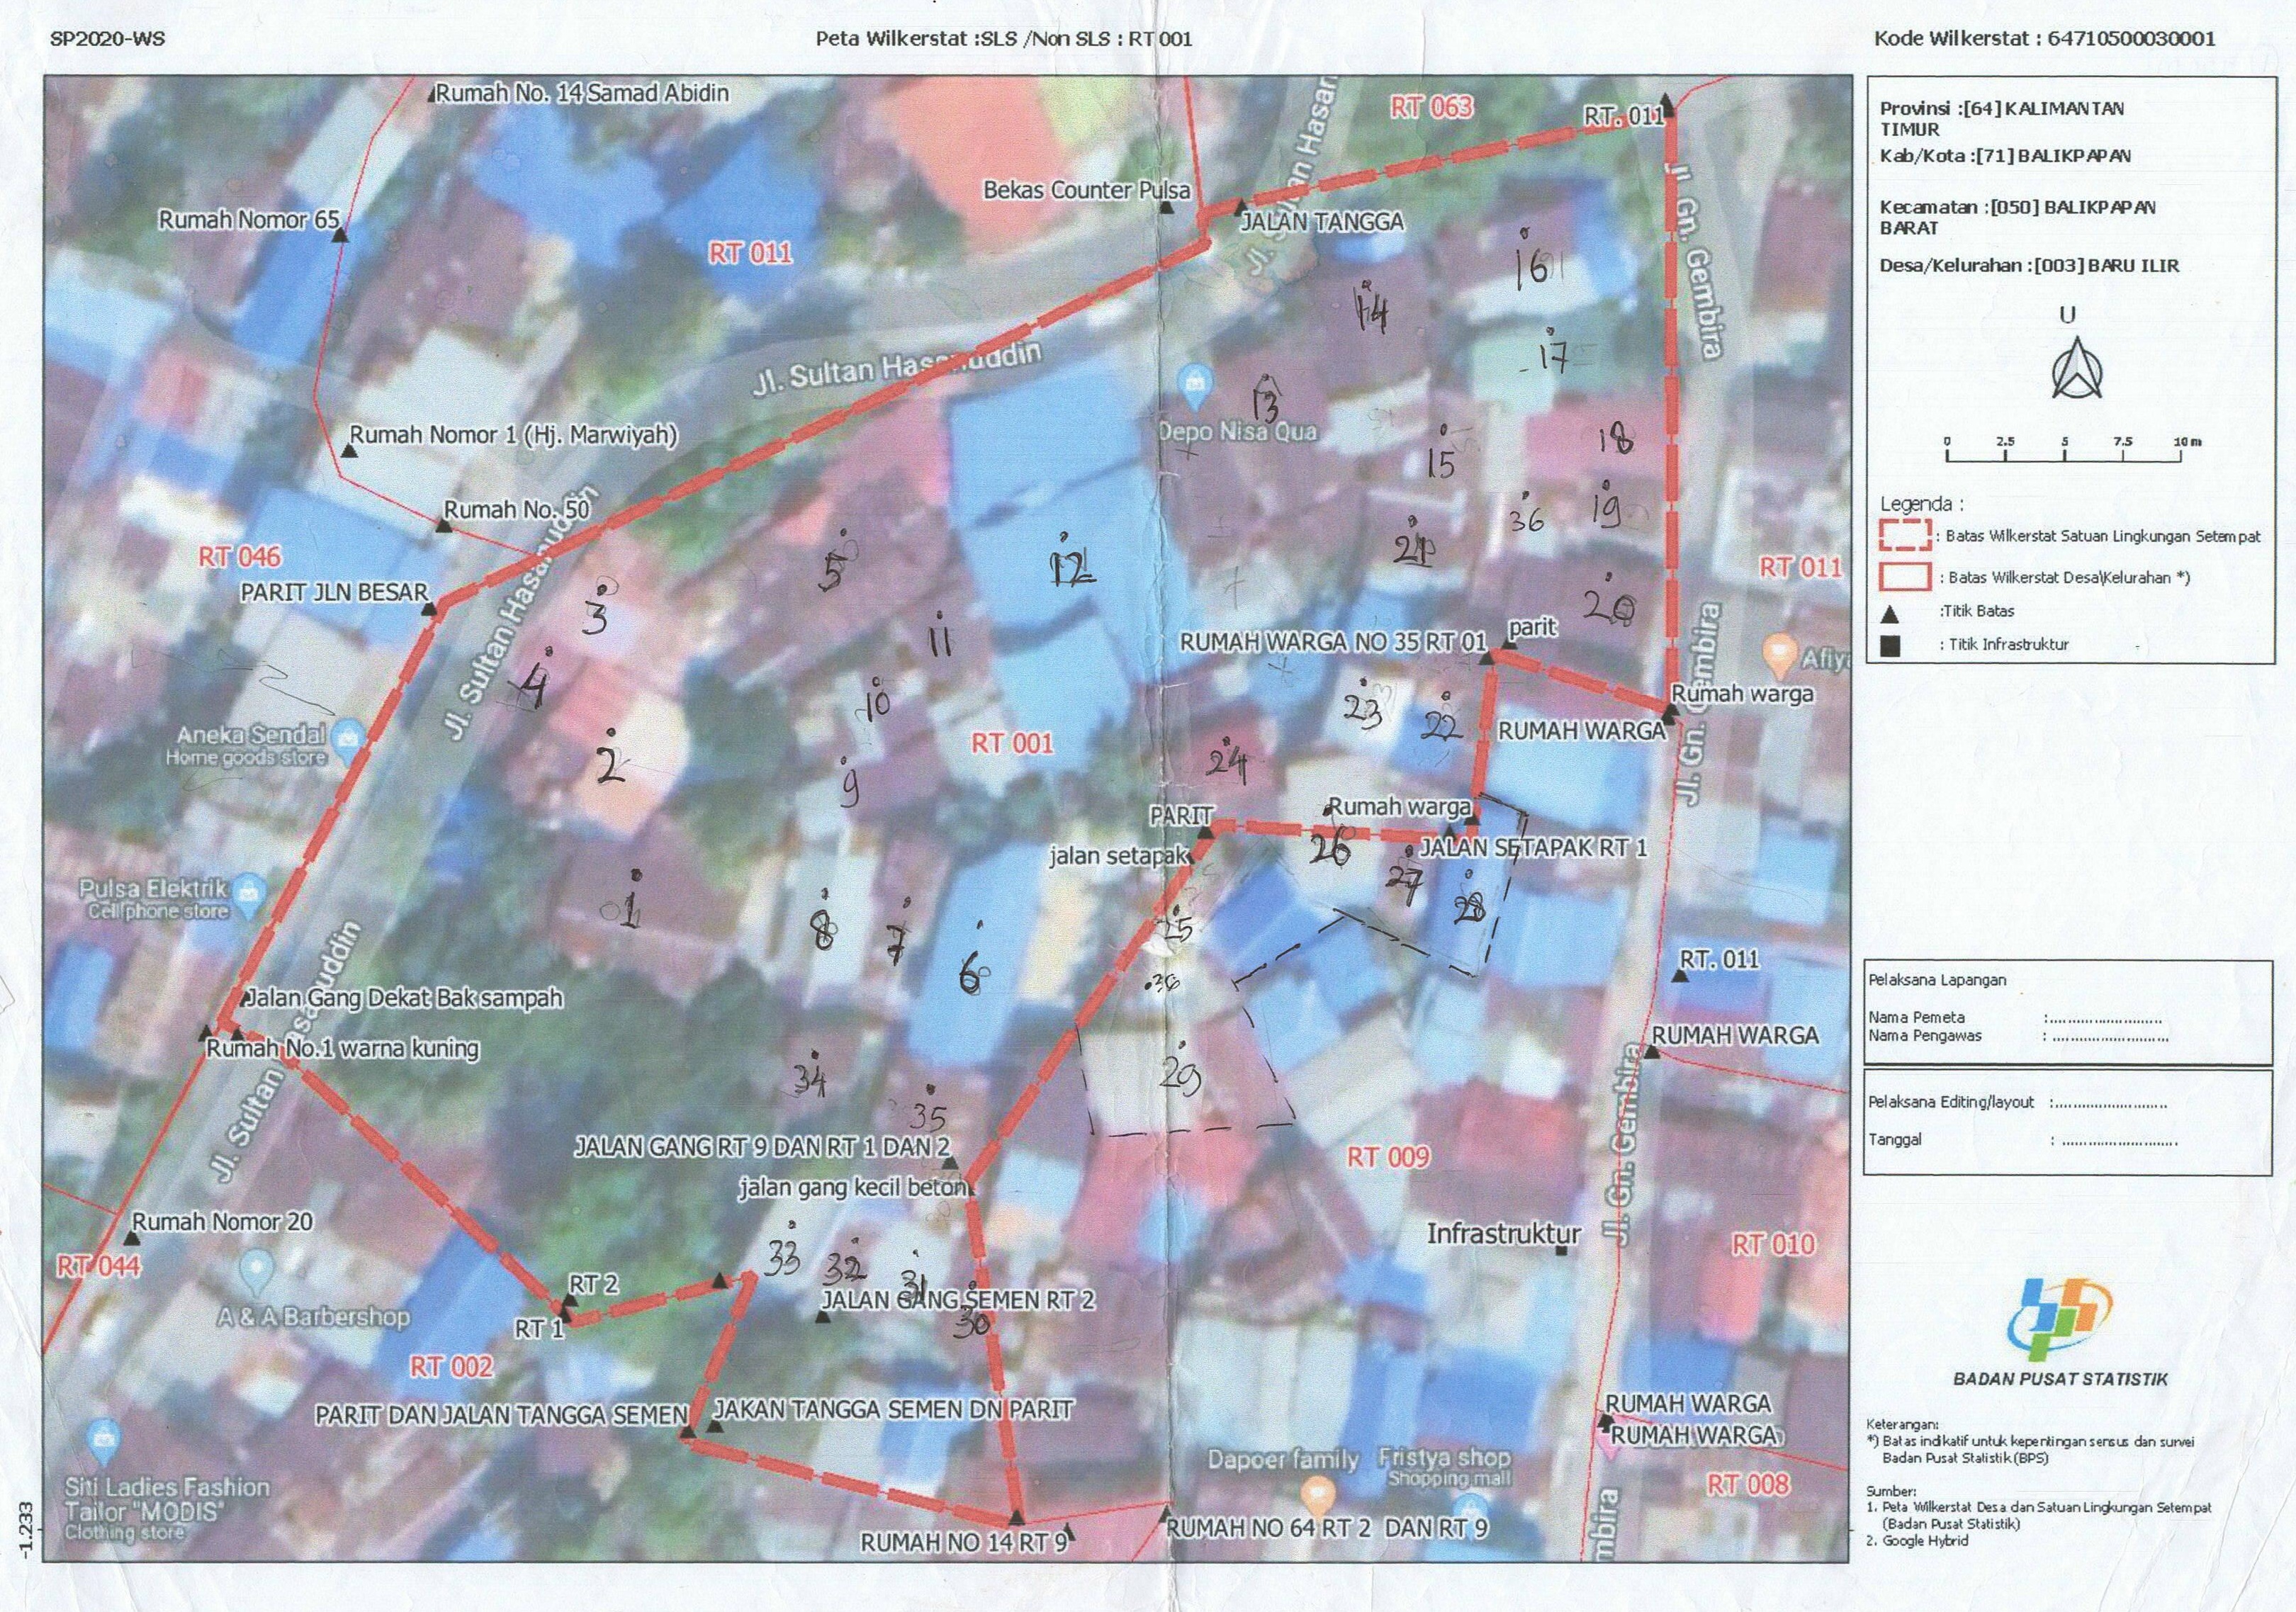 SP2020-WS
Peta Wilkerstat :SLS /Non SLS : RT 001
Kode Wilkerstat : 64710500030001
Rumah No. 14 Samad Abidin
RT 063
RT. 011
Jl. Sultan Hasan
Jl. Gn. Gembira
Bekas Counter Pulsa
JALAN TANGGA
Rumah Nomor 65
RT 011
16
14
17
Jl. Sultan Hasanuddin
13
Depo Nisa Qua
Rumah Nomor 1 (Hj. Marwiyah)
18
15
Rumah No. 50
36
19
21
RT 046
5
12
RT 011
PARIT JLN BESAR
3
20
Jl. Sultan Hasanuddin
11
parit
RUMAH WARGA NO 35 RT 01
Afiy
4
10
23
22
Rumah warga
RUMAH WARGA
Jl. Gn. Gembira
Aneka Sendal
Home goods store
RT 001
2
24
9
PARIT
Rumah warga
jalan setapak
26
JALAN SETAPAK RT 1
Pulsa Elektrik
Cellphone store
1
27
28
8
7
25
6
RT. 011
36
Jalan Gang Dekat Bak sampah
Rumah No.1 warna kuning
RUMAH WARGA
Jl. Sultan Hasanuddin
34
29
35
JALAN GANG RT 9 DAN RT 1 DAN 2
RT 009
jalan gang kecil beton
Jl. Gn. Gembira
Rumah Nomor 20
Infrastruktur
RT 010
RT 044
33
32
31
RT 2
JALAN GANG SEMEN RT 2
30
A & A Barbershop
RT 1
RT 002
RUMAH WARGA
PARIT DAN JALAN TANGGA SEMEN
JAKAN TANGGA SEMEN DN PARIT
RUMAH WARGA
Dapoer family
Fristya shop
Shopping mall
RT 008
Siti Ladies Fashion
Tailor "MODIS"
Clothing store
RUMAH NO 14 RT 9
RUMAH NO 64 RT 2 DAN RT 9
mbira
-1.233
Provinsi :[64] KALIMANTAN
TIMUR
Kab/Kota :[71] BALIKPAPAN
Kecamatan :[050] BALIKPAPAN
BARAT
Desa/Kelurahan :[003] BARU ILIR
U
0 2.5 5 7.5 10 m
Legenda :
: Batas Wilkerstat Satuan Lingkungan Setempat
: Batas Wilkerstat Desa\Kelurahan *)
:Titik Batas
: Titik Infrastruktur
Pelaksana Lapangan
Nama Pemeta :........................
Nama Pengawas : .........................
Pelaksana Editing/layout :........................
Tanggal : ..........................
BADAN PUSAT STATISTIK
Keterangan:
*) Batas indikatif untuk kepentingan sensus dan survei
Badan Pusat Statistik (BPS)
Sumber:
1. Peta Wilkerstat Desa dan Satuan Lingkungan Setempat
(Badan Pusat Statistik)
2. Google Hybrid